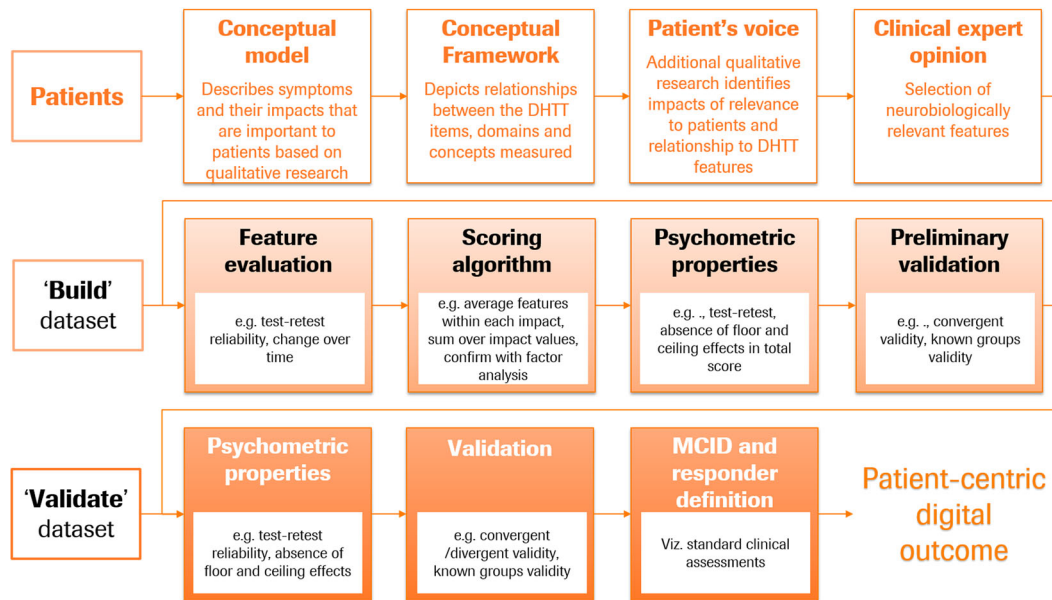 Patients
Conceptual
model
Describes symptoms
and their impacts that
are important to
patients based on
qualitative research
Conceptual
Framework
Depicts relationships
between the DHTT
items, domains and
concepts measured
Patient's voice
Additional qualitative
research identifies
impacts of relevance
to patients and
relationship to DHTT
features
Clinical expert
opinion
Selection of
neurobiologically
relevant features
'Build'
dataset
Feature
evaluation
e.g. test-retest
reliability, change over
time
Scoring
algorithm
e.g. average features
within each impact,
sum over impact values,
confirm with factor
analysis
Psychometric
properties
e.g. ., test-retest,
absence of floor and
ceiling effects in total
score
Preliminary
validation
e.g. ., convergent
validity, known groups
validity
'Validate'
dataset
Psychometric
properties
e.g. test-retest
reliability, absence of
floor and ceiling effects
Validation
e.g. convergent
/divergent validity,
known groups validity
MCID and
responder
definition
Viz. standard clinical
assessments
Patient-centric
digital
outcome